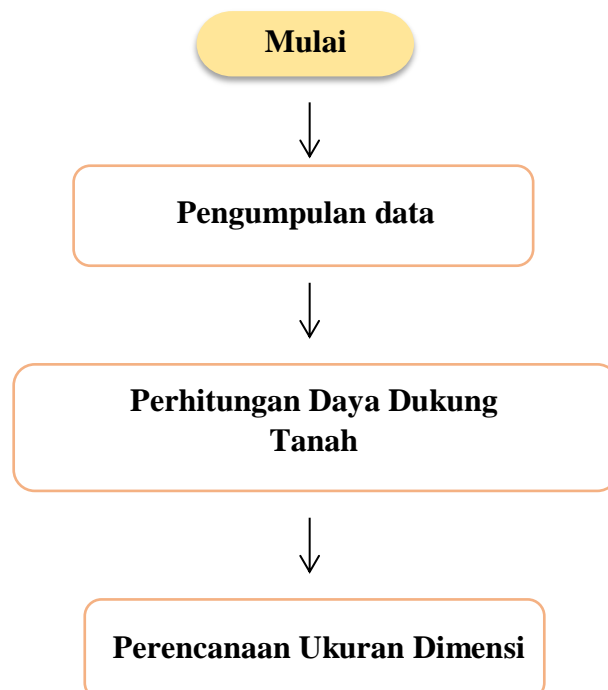 Mulai
Pengumpulan data
Perhitungan Daya Dukung
Tanah
Perencanaan Ukuran Dimensi